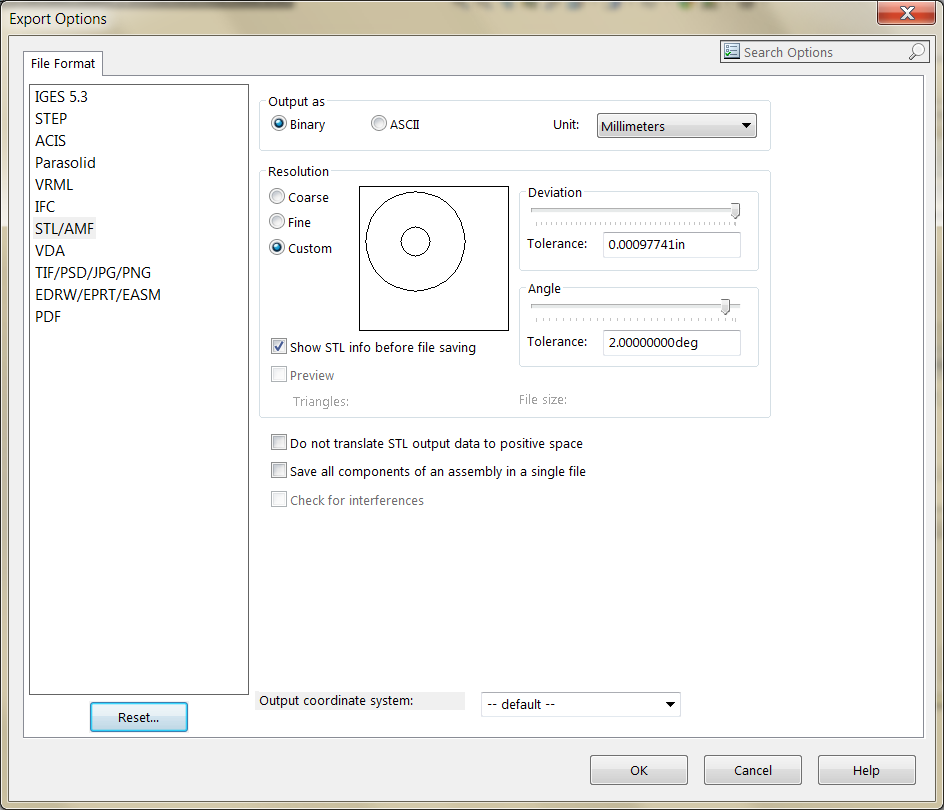 Export Options
Search Options
File Format
IGES 5.3
STEP
ACIS
Parasolid
VRML
IFC
STL/AMF
VDA
TIF/PSD/JPG/PNG
EDRW/EPRT/EASM
PDF
Reset...
Output as
Binary ASCII Unit: Millimeters
Resolution
Coarse
Fine
Custom
Deviation
Tolerance: 0.00097741in
Angle
Tolerance: 2.00000000deg
Show STL info before file saving
Preview
Triangles: File size:
Do not translate STL output data to positive space
Save all components of an assembly in a single file
Check for interferences
Output coordinate system: -- default --
OK Cancel Help